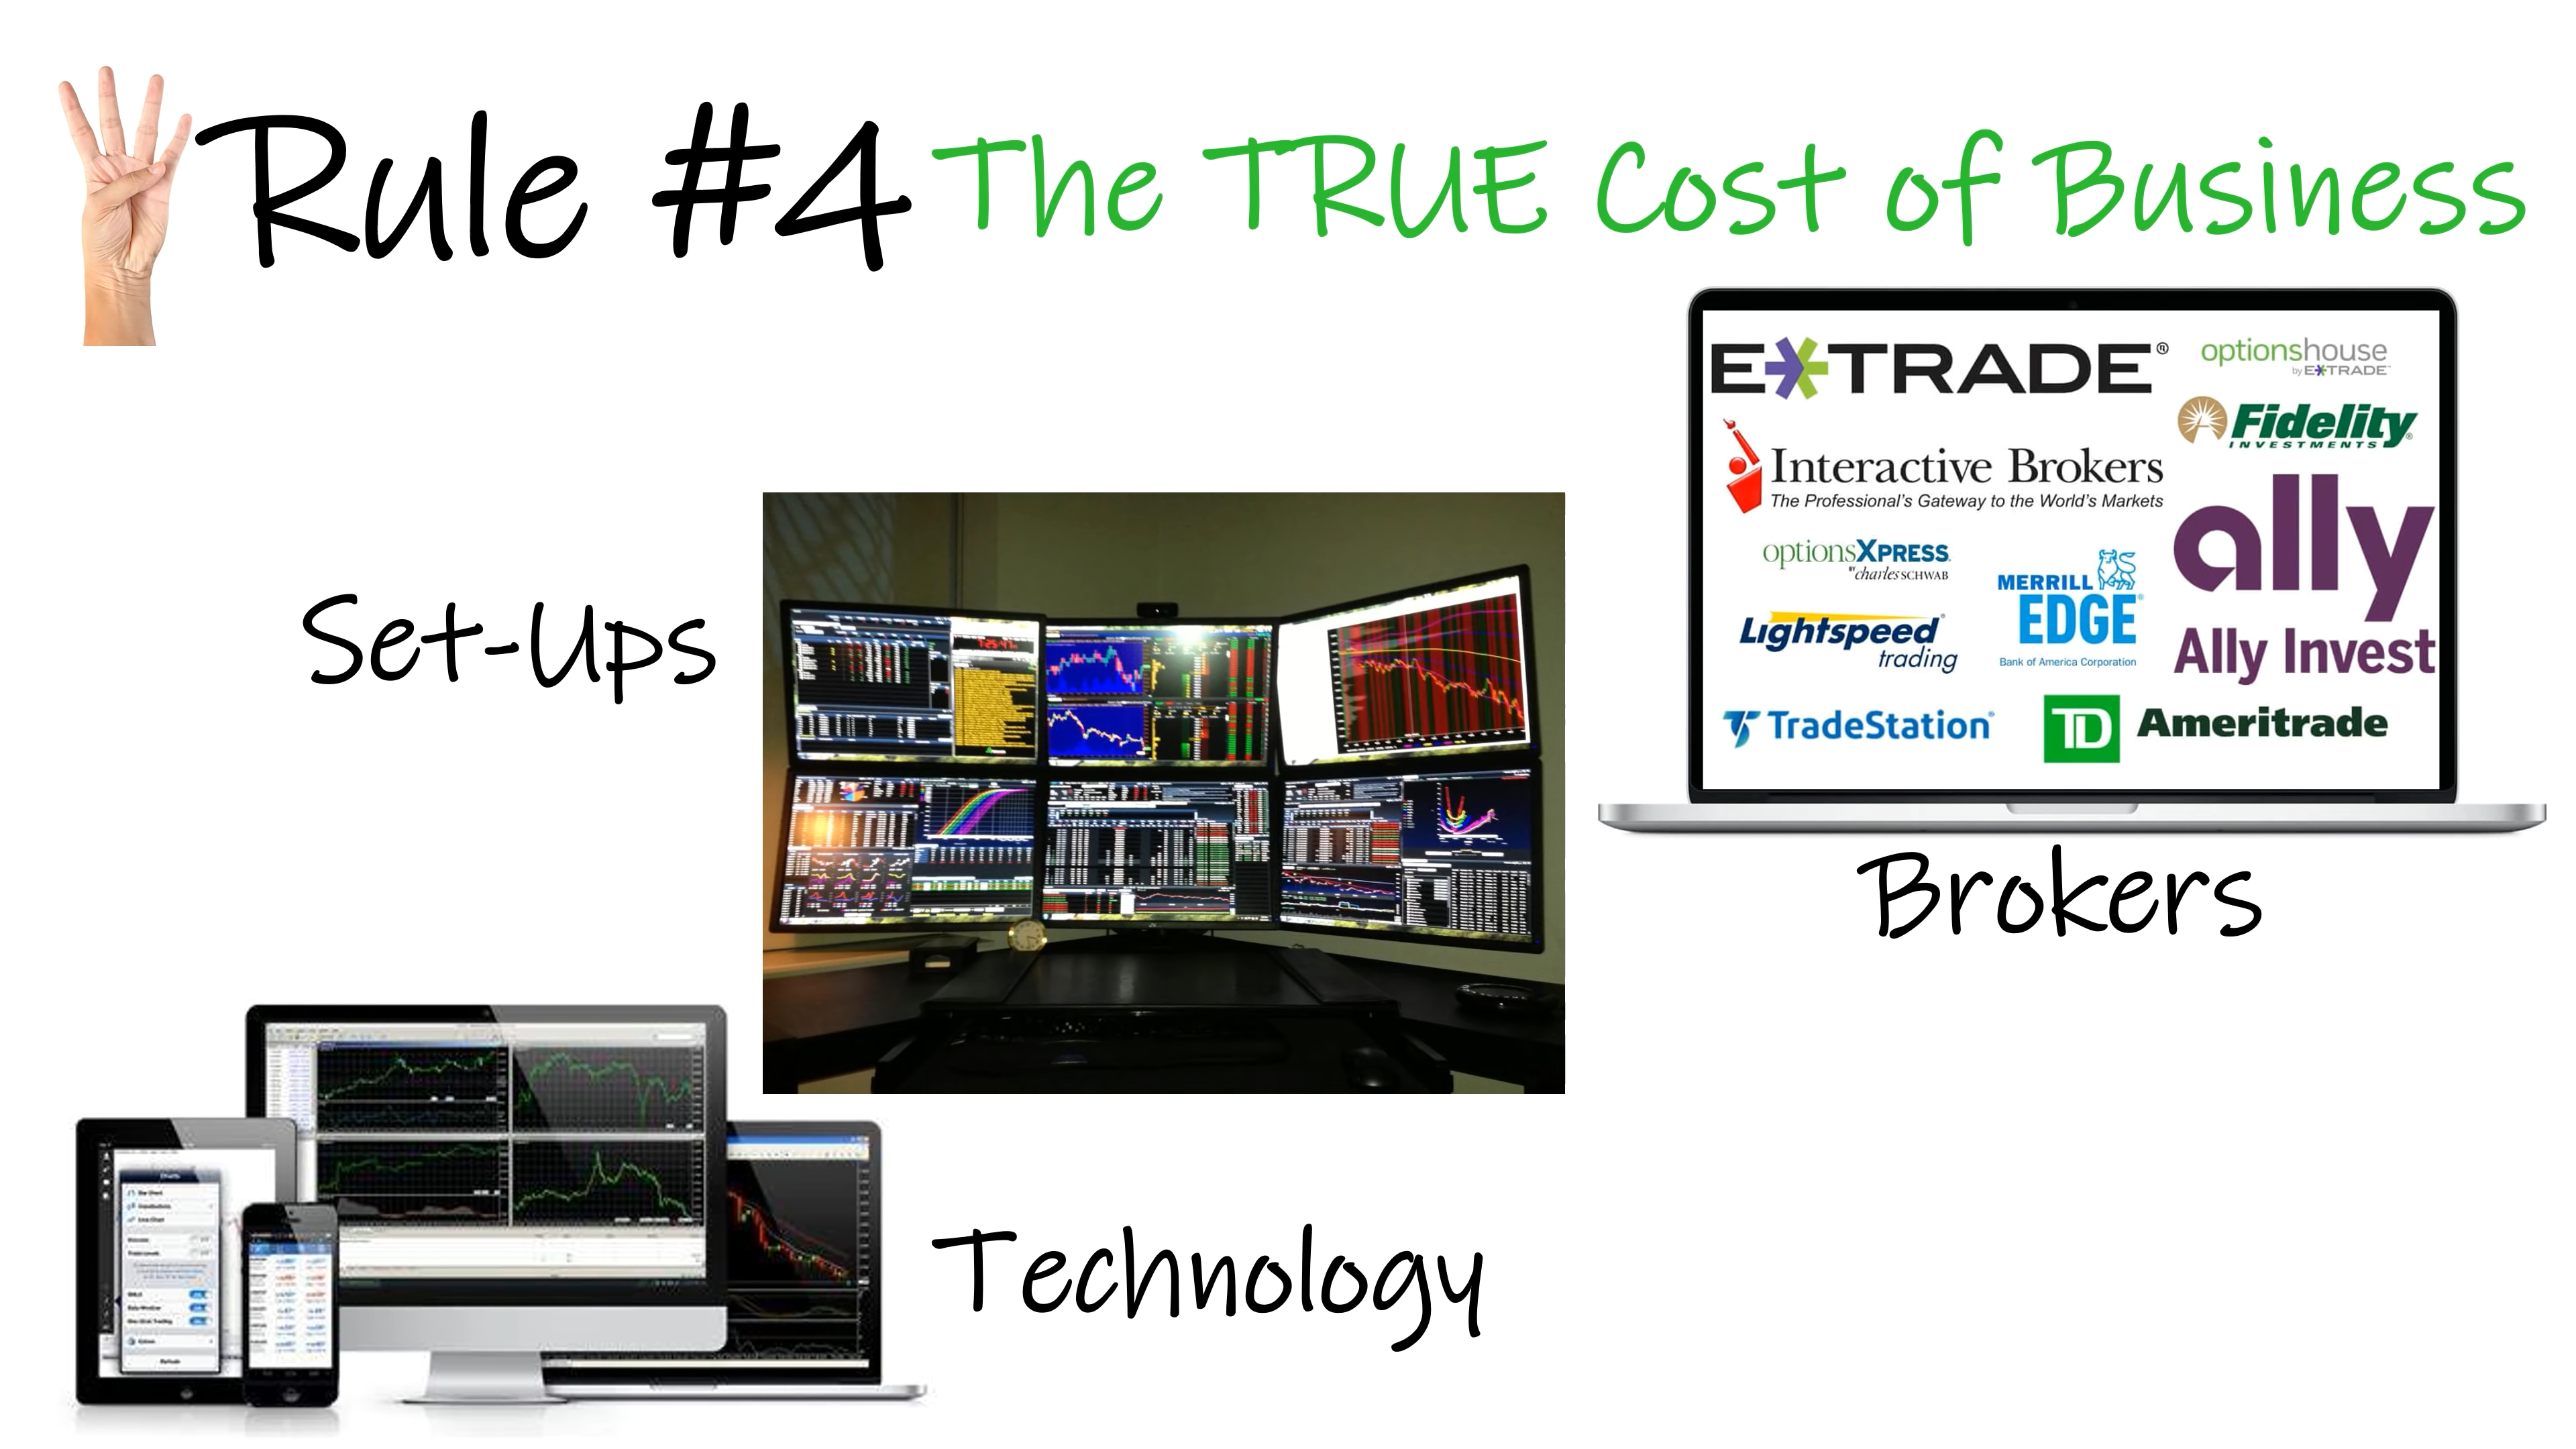 Rule #4 The TRUE Cost of Business
E*TRADE®
optionshouse
by E*TRADE
Fidelity
INVESTMENTS
Interactive Brokers
The Professional's Gateway to the World's Markets
ally
Ally Invest
optionsXPRESS
BY charles SCHWAB
MERRILL
EDGE®
Bank of America Corporation
Lightspeed
trading
TradeStation®
TD Ameritrade
Set-Ups
Brokers
Technology